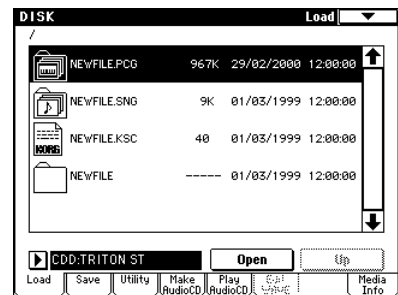 DISK Load
/
NEWFILE.PCG 967K 29/02/2000 12:00:00
NEWFILE.SNG 9K 01/03/1999 12:00:00
NEWFILE.KSC 40 01/03/1999 12:00:00
KORG
NEWFILE ----- 01/03/1999 12:00:00
CDD:TRITON ST Open Up
Load Save Utility Make AudioCD Play AudioCD Media Info